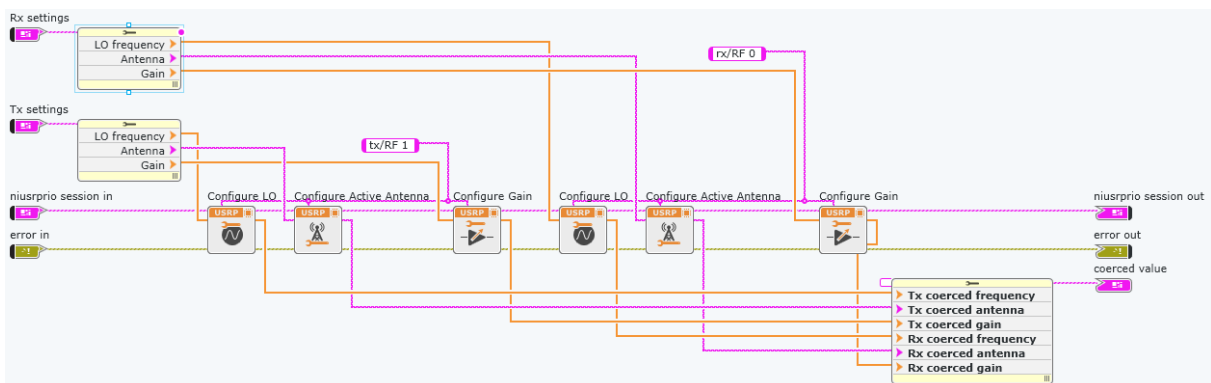 Rx settings
LO frequency
Antenna
Gain
rx/RF 0
Tx settings
LO frequency
Antenna
Gain
tx/RF 1
niusrprio session in
Configure LO
Configure Active Antenna
Configure Gain
Configure LO
Configure Active Antenna
Configure Gain
niusrprio session out
USRP
USRP
USRP
USRP
USRP
USRP
error in
error out
coerced value
Tx coerced frequency
Tx coerced antenna
Tx coerced gain
Rx coerced frequency
Rx coerced antenna
Rx coerced gain